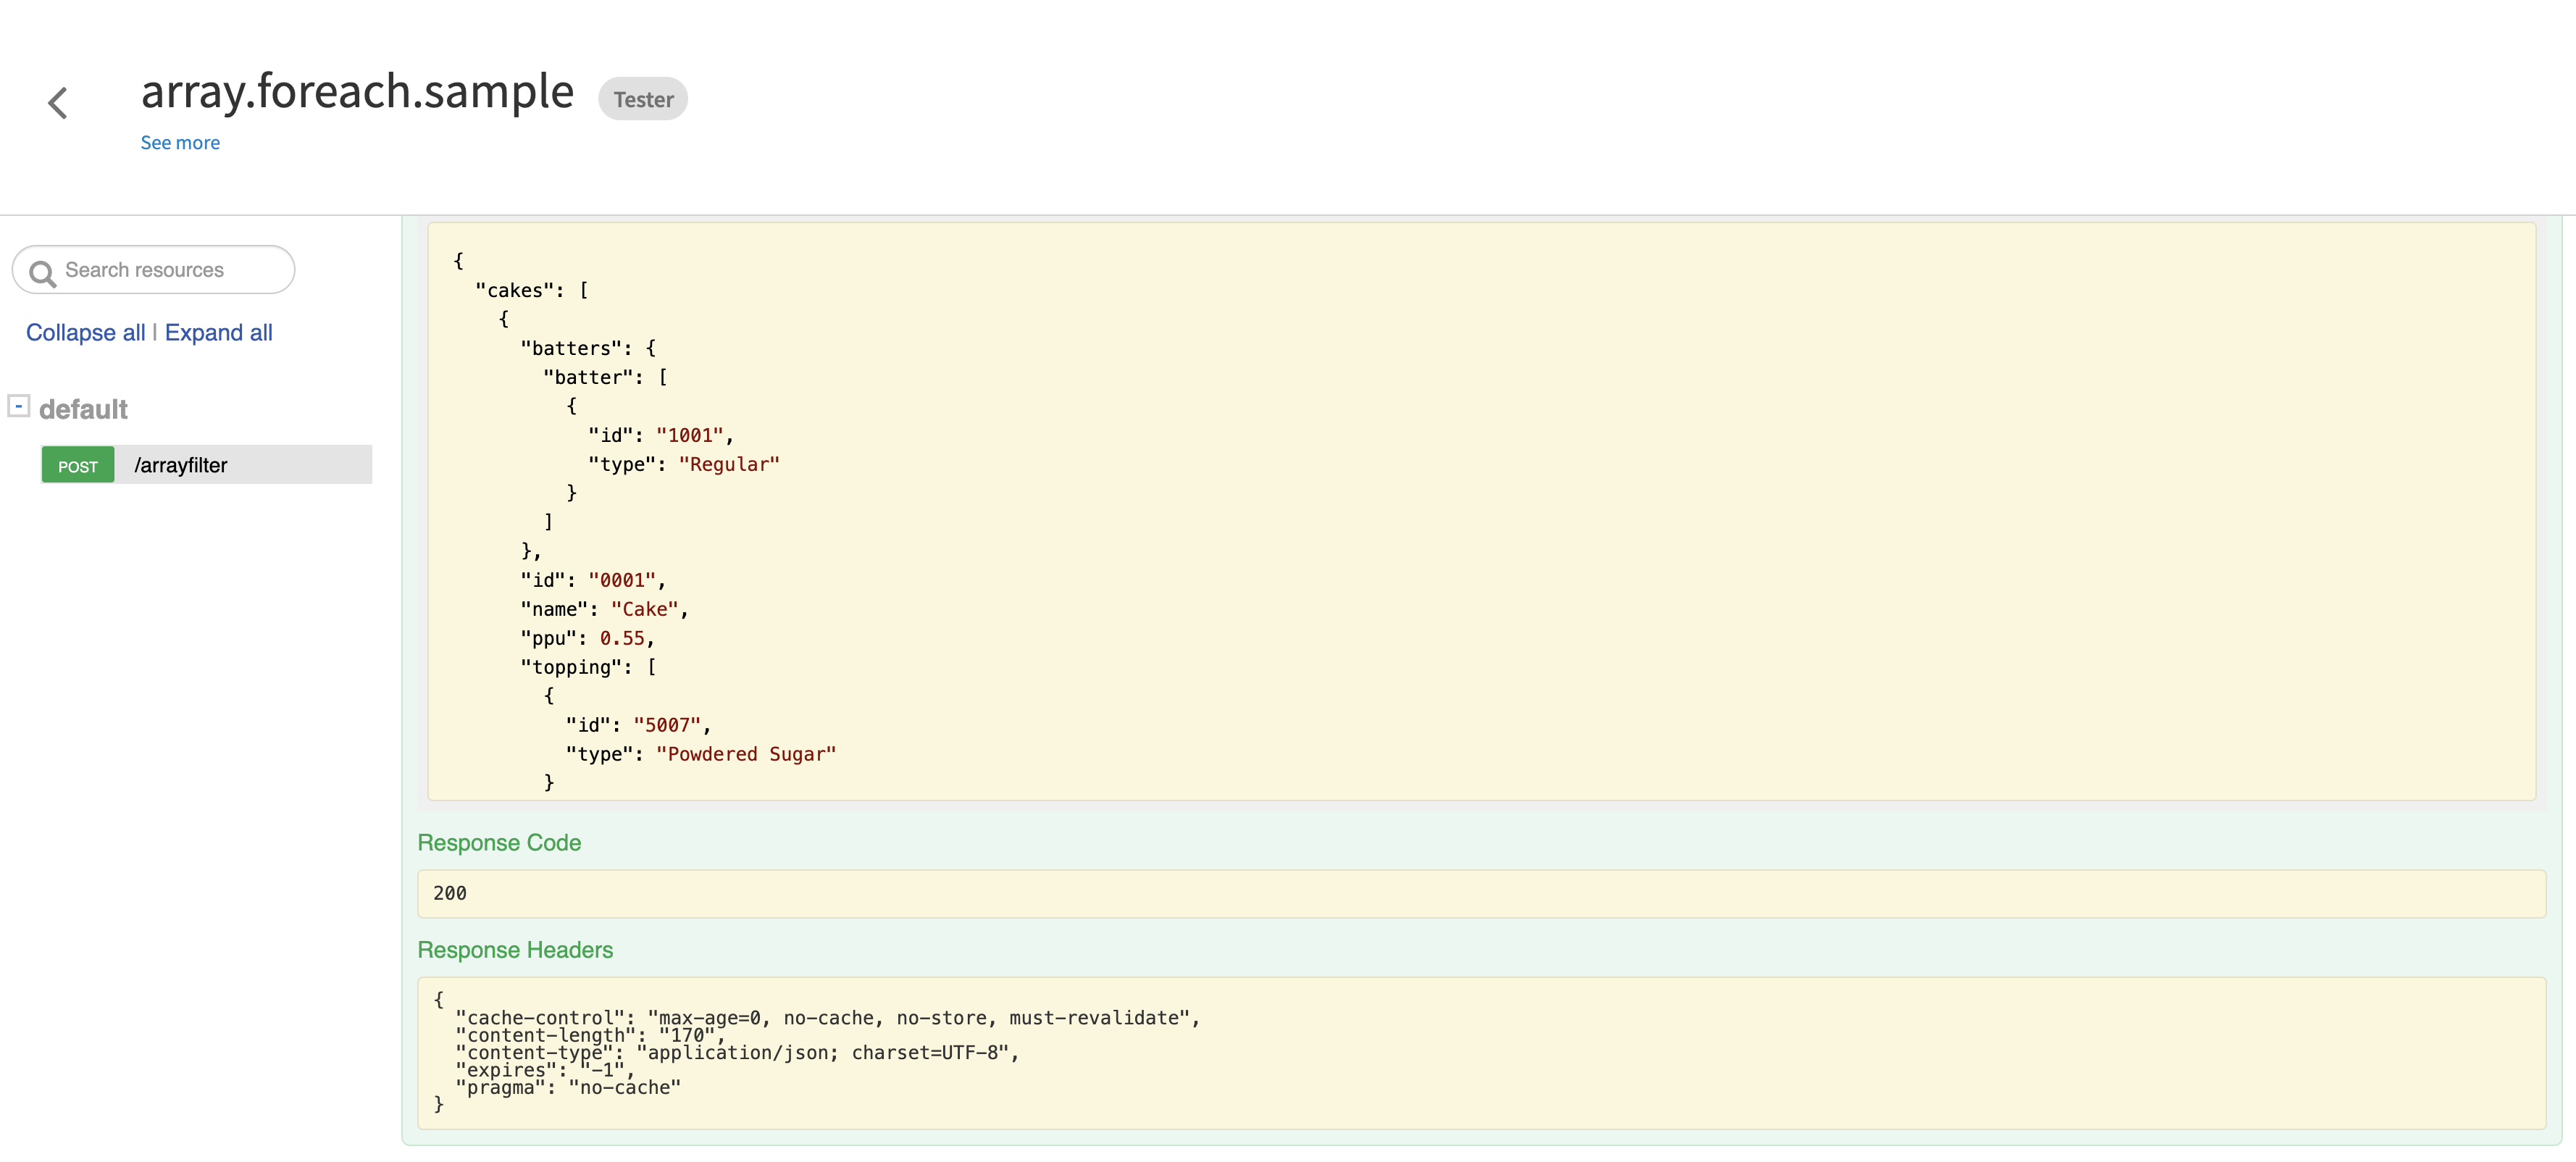 array.foreach.sample Tester
See more
Search resources
Collapse all | Expand all
- default
POST /arrayfilter
{
  "cakes": [
    {
      "batters": {
        "batter": [
          {
            "id": "1001",
            "type": "Regular"
          }
        ]
      },
      "id": "0001",
      "name": "Cake",
      "ppu": 0.55,
      "topping": [
        {
          "id": "5007",
          "type": "Powdered Sugar"
        }
Response Code
200
Response Headers
{
  "cache-control": "max-age=0, no-cache, no-store, must-revalidate",
  "content-length": "170",
  "content-type": "application/json; charset=UTF-8",
  "expires": "-1",
  "pragma": "no-cache"
}